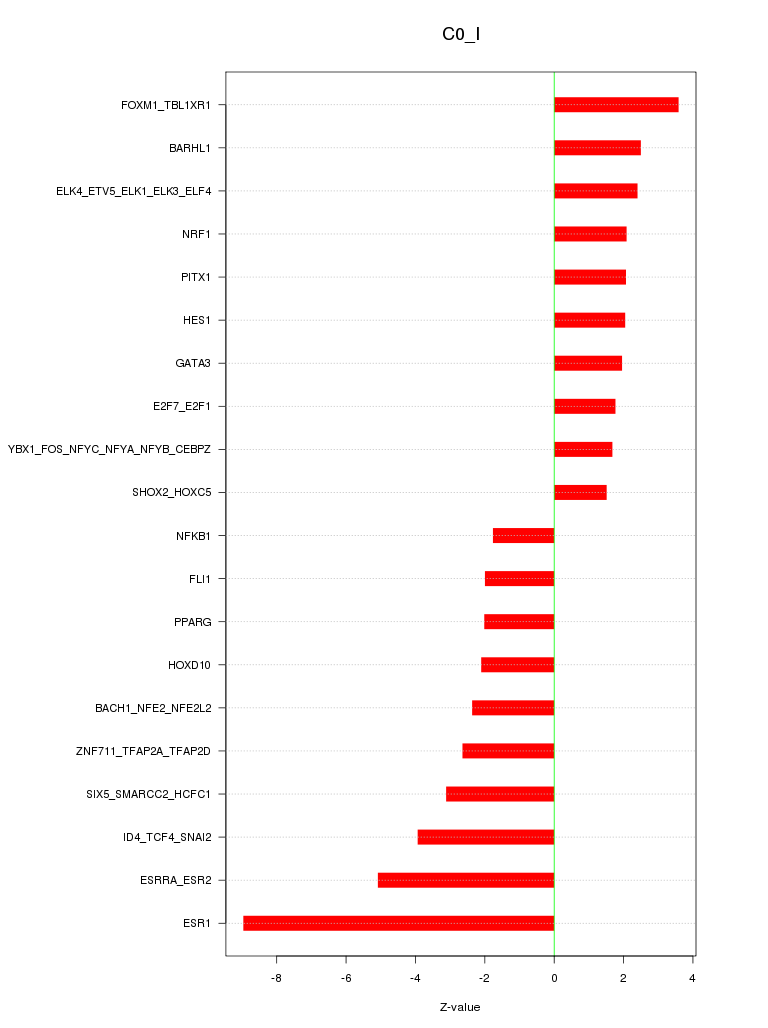 C0_I
FOXM1_TBL1XR1
BARHL1
ELK4_ETV5_ELK1_ELK3_ELF4
NRF1
PITX1
HES1
GATA3
E2F7_E2F1
YBX1_FOS_NFYC_NFYA_NFYB_CEBPZ
SHOX2_HOXC5
NFKB1
FLI1
PPARG
HOXD10
BACH1_NFE2_NFE2L2
ZNF711_TFAP2A_TFAP2D
SIX5_SMARCC2_HCFC1
ID4_TCF4_SNAI2
ESRRA_ESR2
ESR1
-8 -6 -4 -2 0 2 4
Z-value